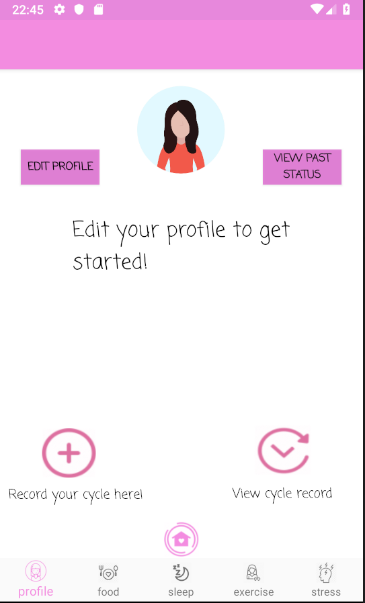 22:45
EDIT PROFILE
VIEW PAST
STATUS
Edit your profile to get
started!
Record your cycle here!
View cycle record
profile food sleep exercise stress